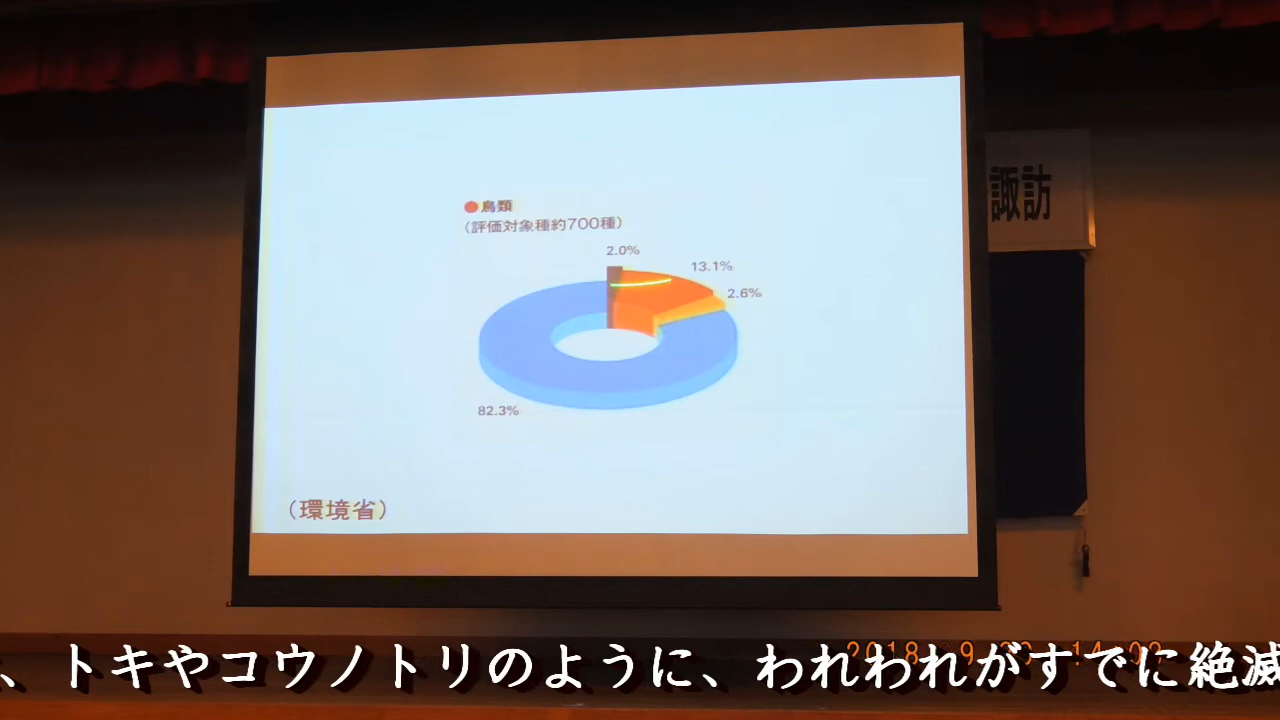 ●鳥類
(評価対象種約700種)
2.0%
13.1%
2.6%
82.3%
(環境省)
諏訪
、トキやコウノトリのように、われわれがすでに絶滅